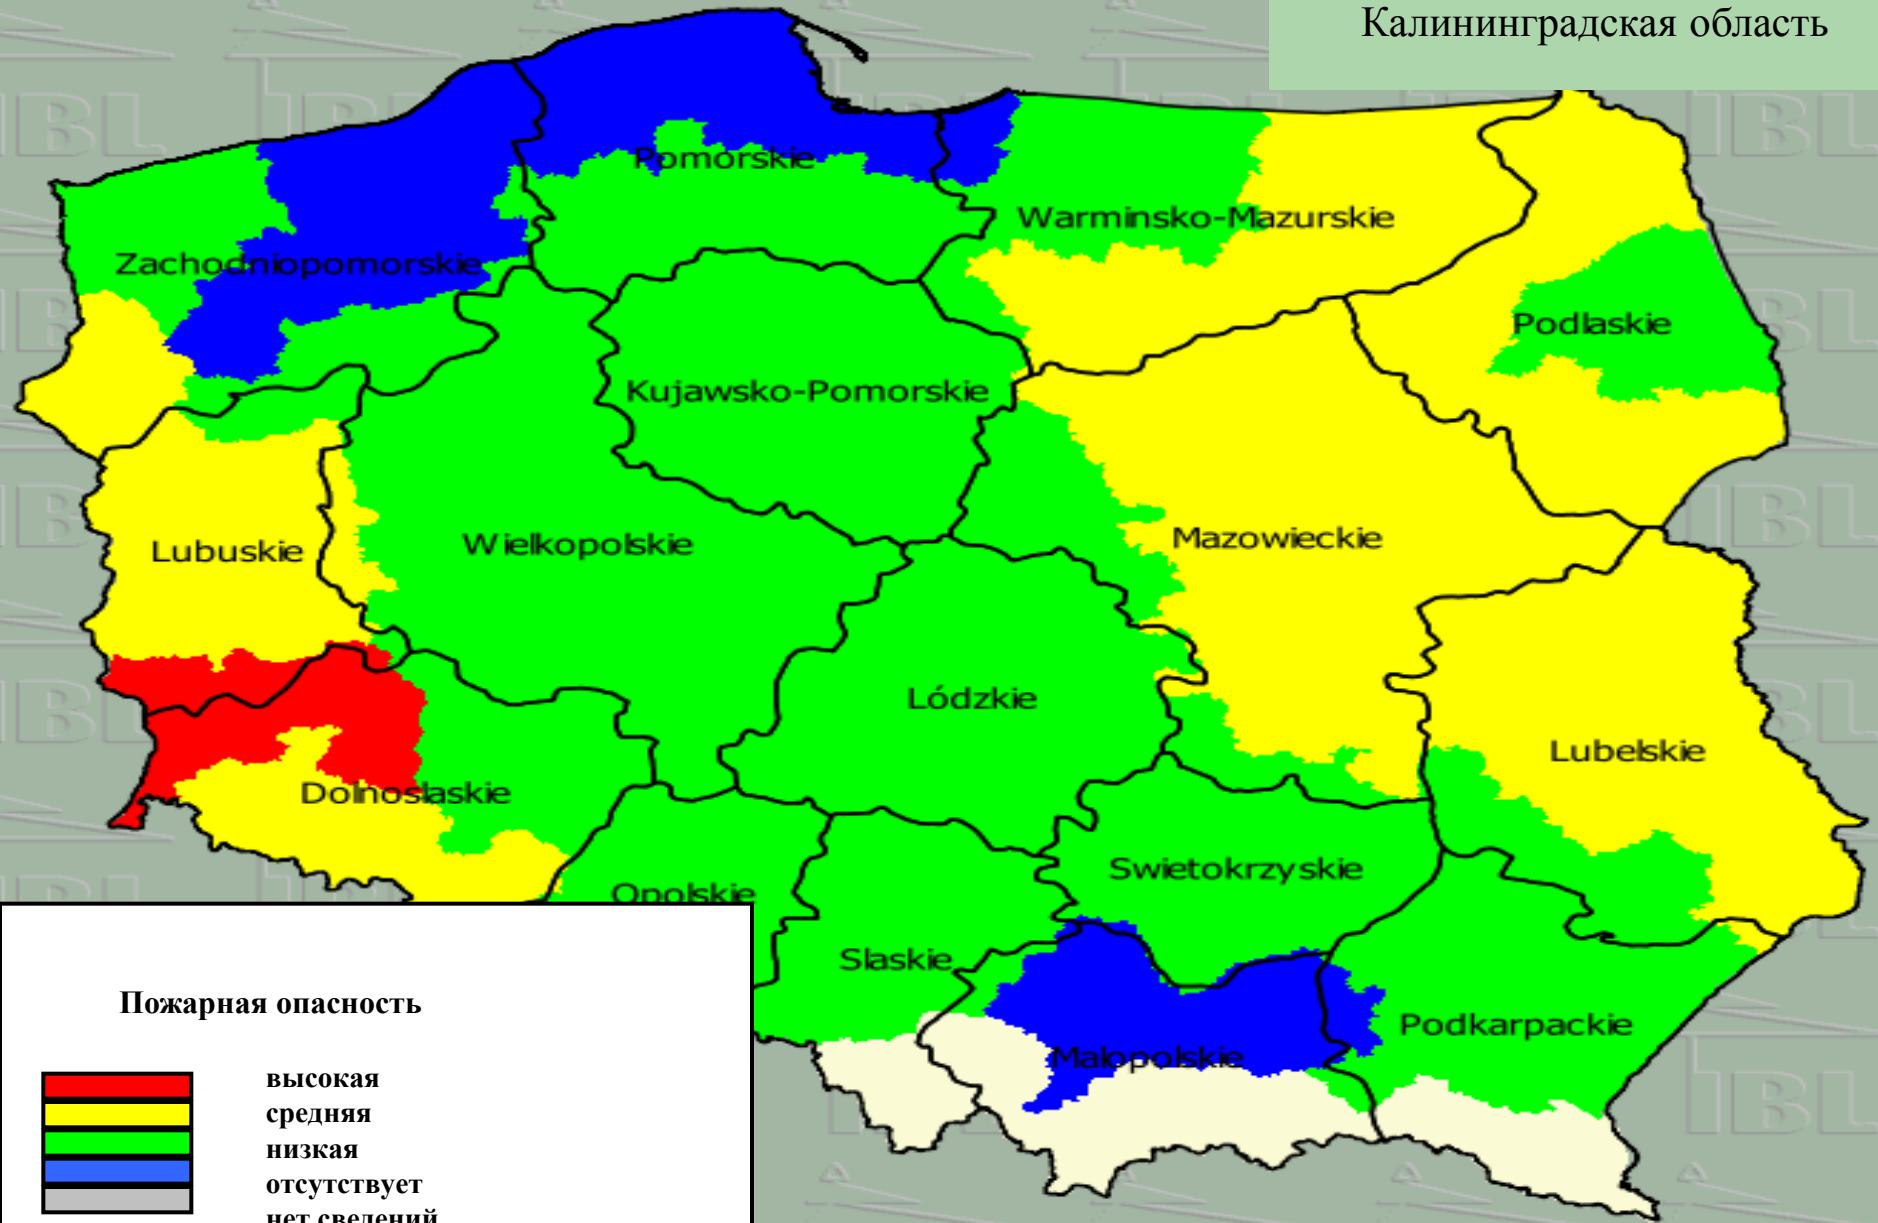 Калининградская область
Pomorskie
Warminsko-Mazurskie
Zachodniopomorskie
Podlaskie
Kujawsko-Pomorskie
Lubuskie
Wielkopolskie
Mazowieckie
Lódzkie
Lubelskie
Dolnoslaskie
Swietokrzyskie
Opolskie
Slaskie
Podkarpackie
Malopolskie
Пожарная опасность
высокая
средняя
низкая
отсутствует
нет сведений
IBL